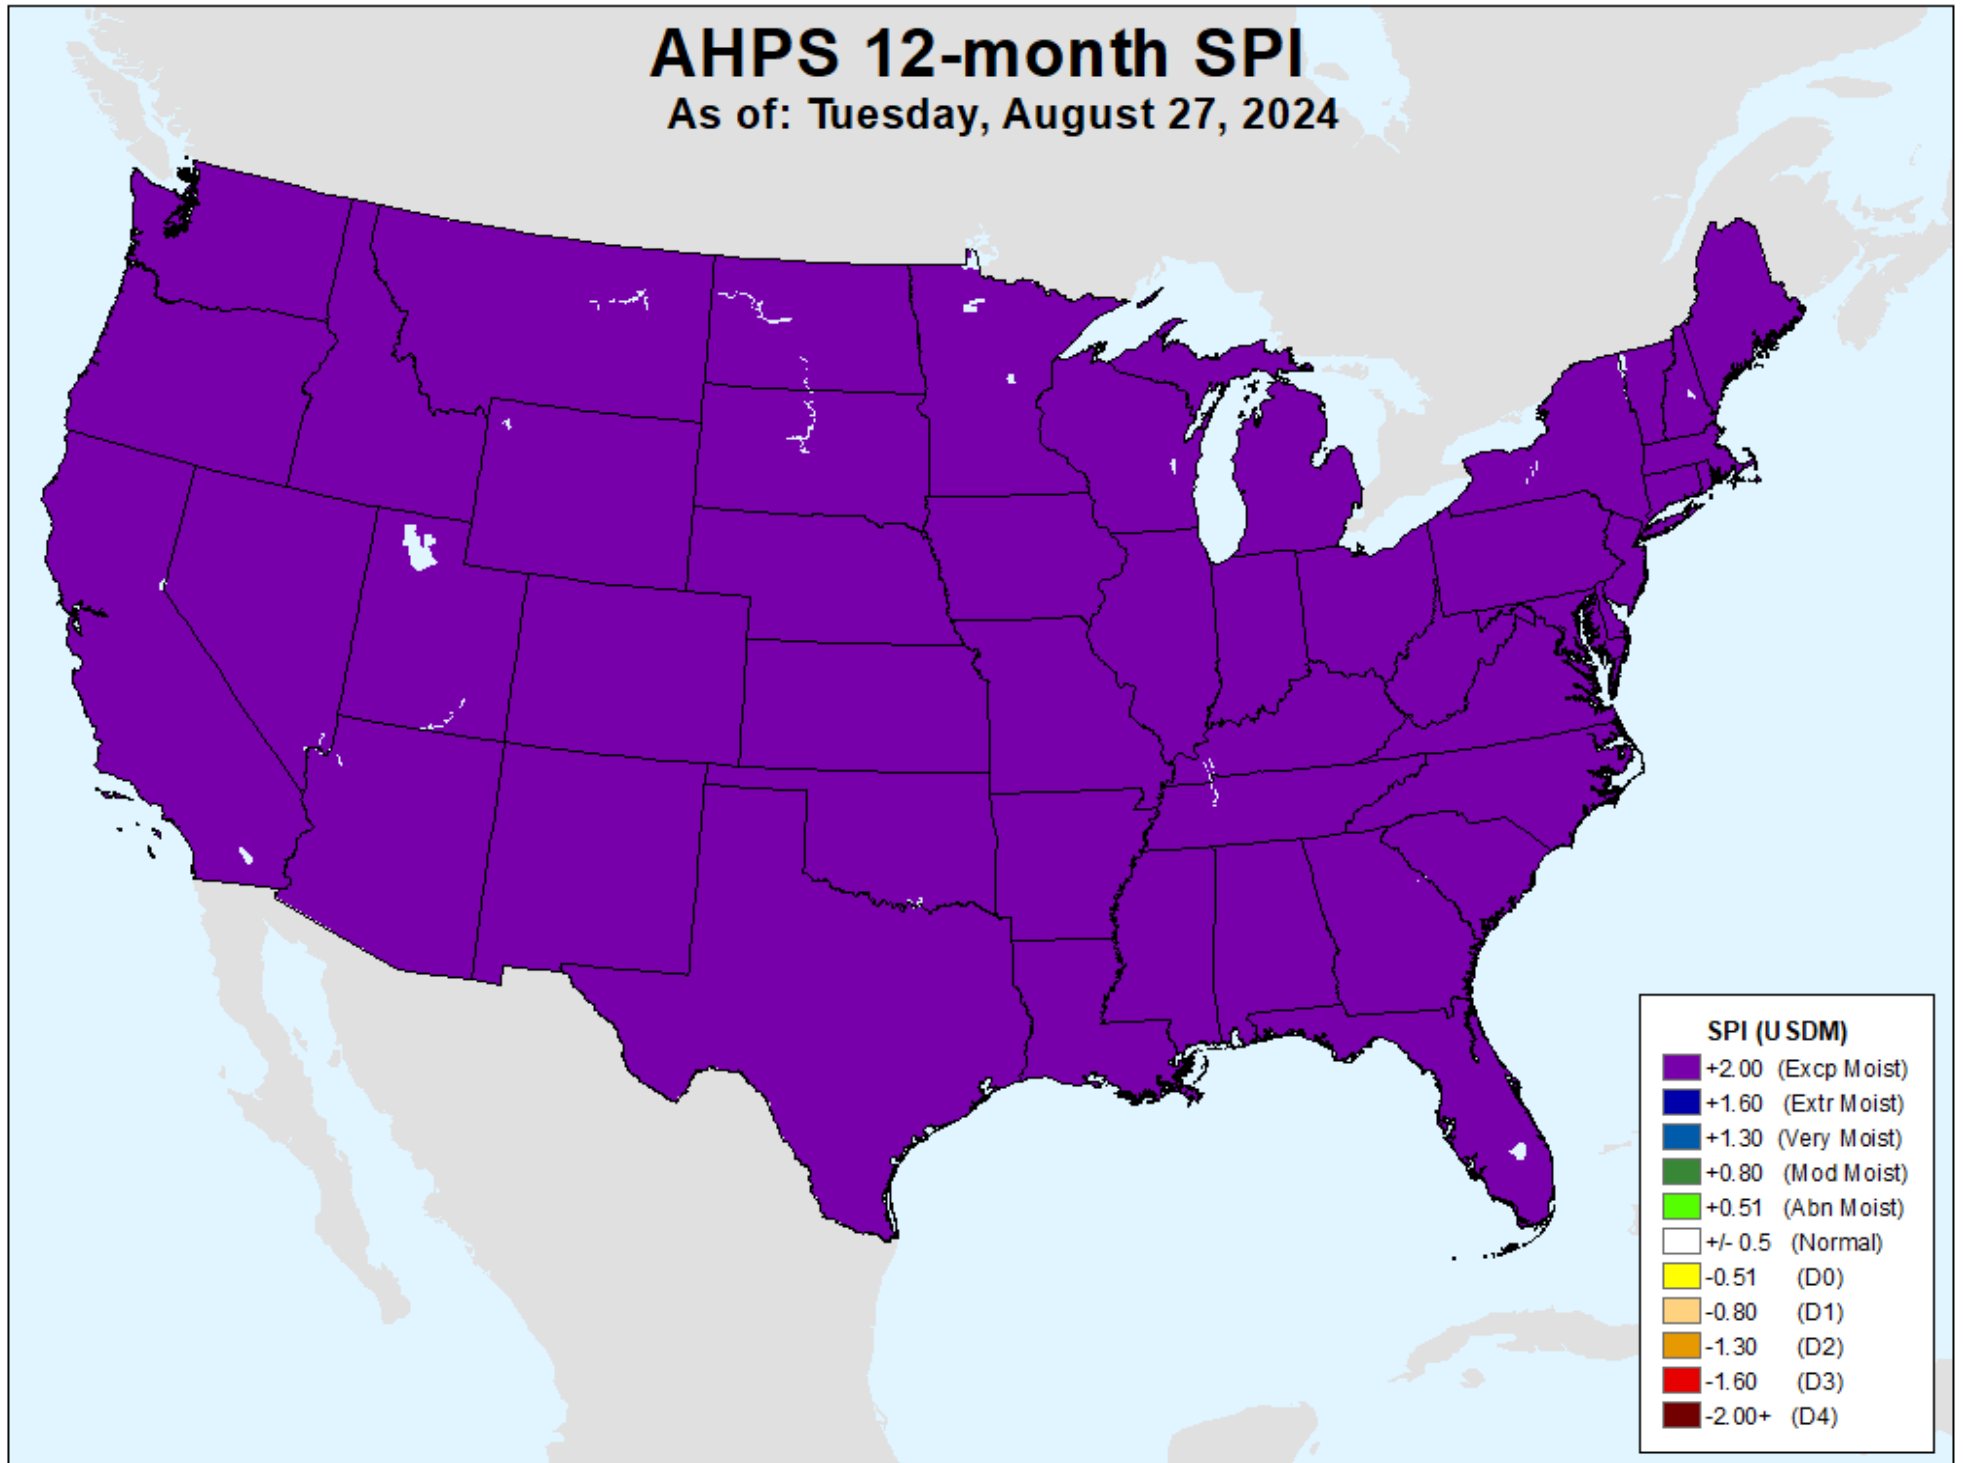 AHPS 12-month SPI
As of: Tuesday, August 27, 2024
SPI (USDM)
+2.00 (Excp Moist)
+1.60 (Extr Moist)
+1.30 (Very Moist)
+0.80 (Mod Moist)
+0.51 (Abn Moist)
+/- 0.5 (Normal)
-0.51 (D0)
-0.80 (D1)
-1.30 (D2)
-1.60 (D3)
-2.00+ (D4)